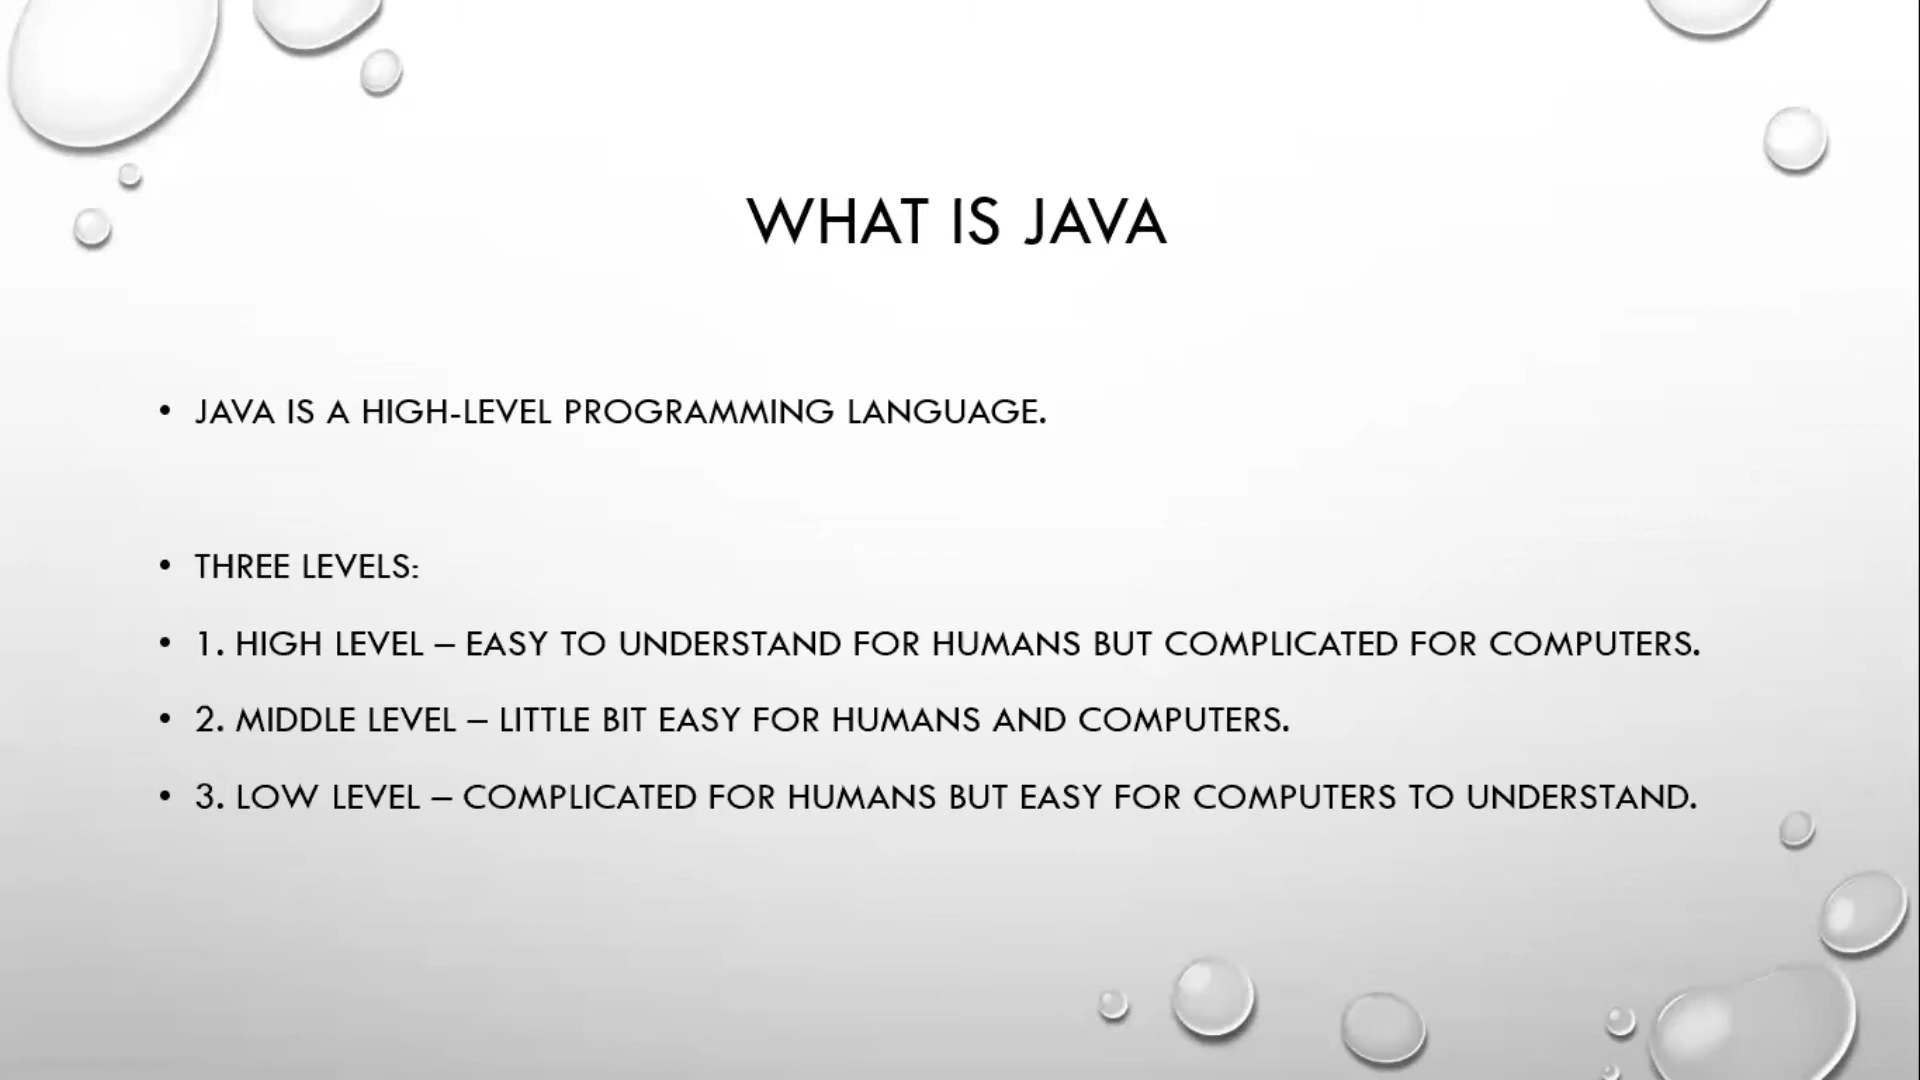 WHAT IS JAVA
• JAVA IS A HIGH-LEVEL PROGRAMMING LANGUAGE.
• THREE LEVELS:
• 1. HIGH LEVEL – EASY TO UNDERSTAND FOR HUMANS BUT COMPLICATED FOR COMPUTERS.
• 2. MIDDLE LEVEL – LITTLE BIT EASY FOR HUMANS AND COMPUTERS.
• 3. LOW LEVEL – COMPLICATED FOR HUMANS BUT EASY FOR COMPUTERS TO UNDERSTAND.